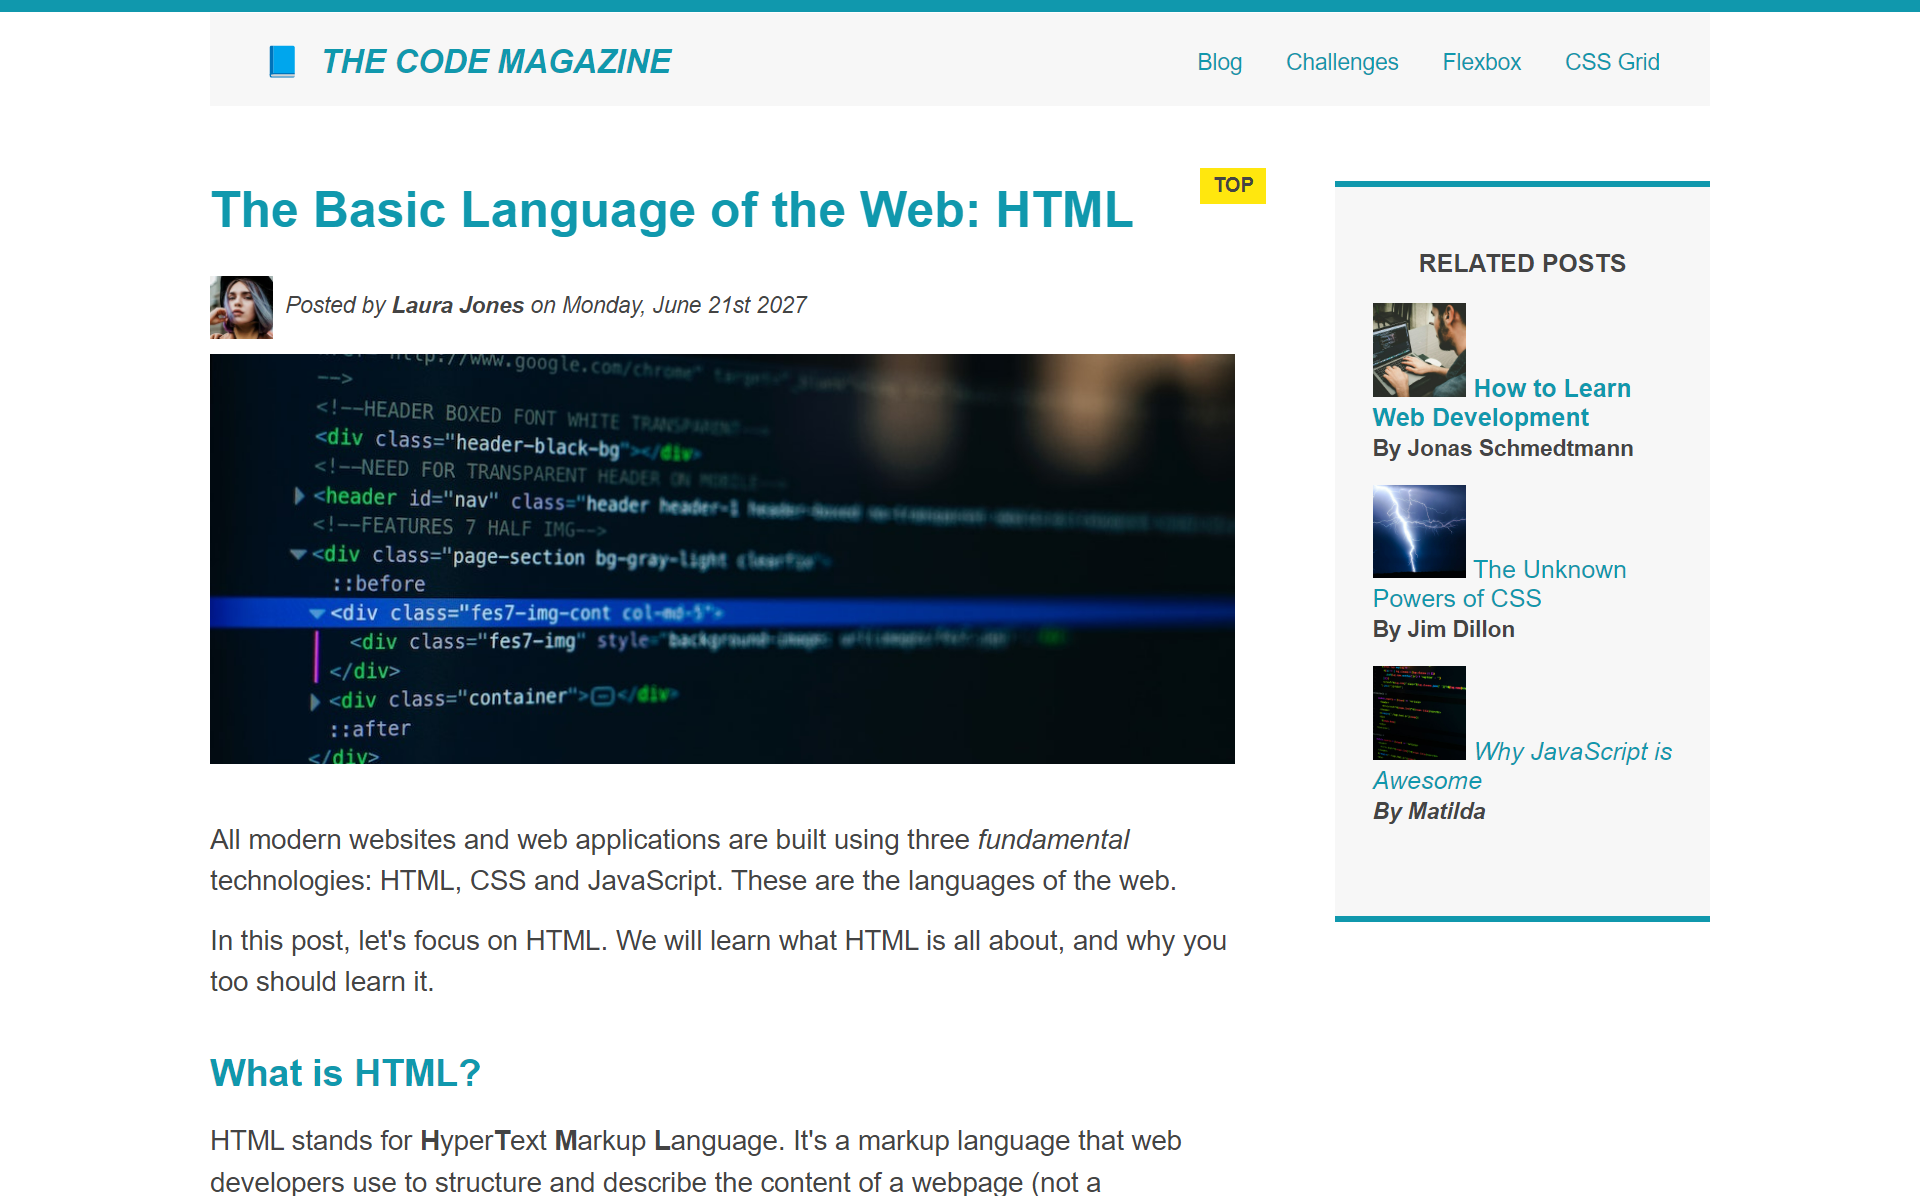 THE CODE MAGAZINE
Blog
Challenges
Flexbox
CSS Grid
The Basic Language of the Web: HTML
TOP
Posted by Laura Jones on Monday, June 21st 2027
http://www.google.com/chrome"
-->
<!--HEADER BOXED FONT WHITE TRANSPARENT-->
<div class="header-black-bg"></div>
<!--NEED FOR TRANSPARENT HEADER ON MOBILE-->
<header id="nav" class="header header-1 header-boxed
<!--FEATURES 7 HALF IMG-->
<div class="page-section bg-gray-light clearfix">
::before
<div class="fes7-img-cont col-md-5">
<div class="fes7-img" style="background-image:
</div>
<div class="container"></div>
::after
</div>
All modern websites and web applications are built using three fundamental
technologies: HTML, CSS and JavaScript. These are the languages of the web.
In this post, let's focus on HTML. We will learn what HTML is all about, and why you
too should learn it.
What is HTML?
HTML stands for HyperText Markup Language. It's a markup language that web
developers use to structure and describe the content of a webpage (not a
RELATED POSTS
How to Learn
Web Development
By Jonas Schmedtmann
The Unknown
Powers of CSS
By Jim Dillon
Why JavaScript is
Awesome
By Matilda